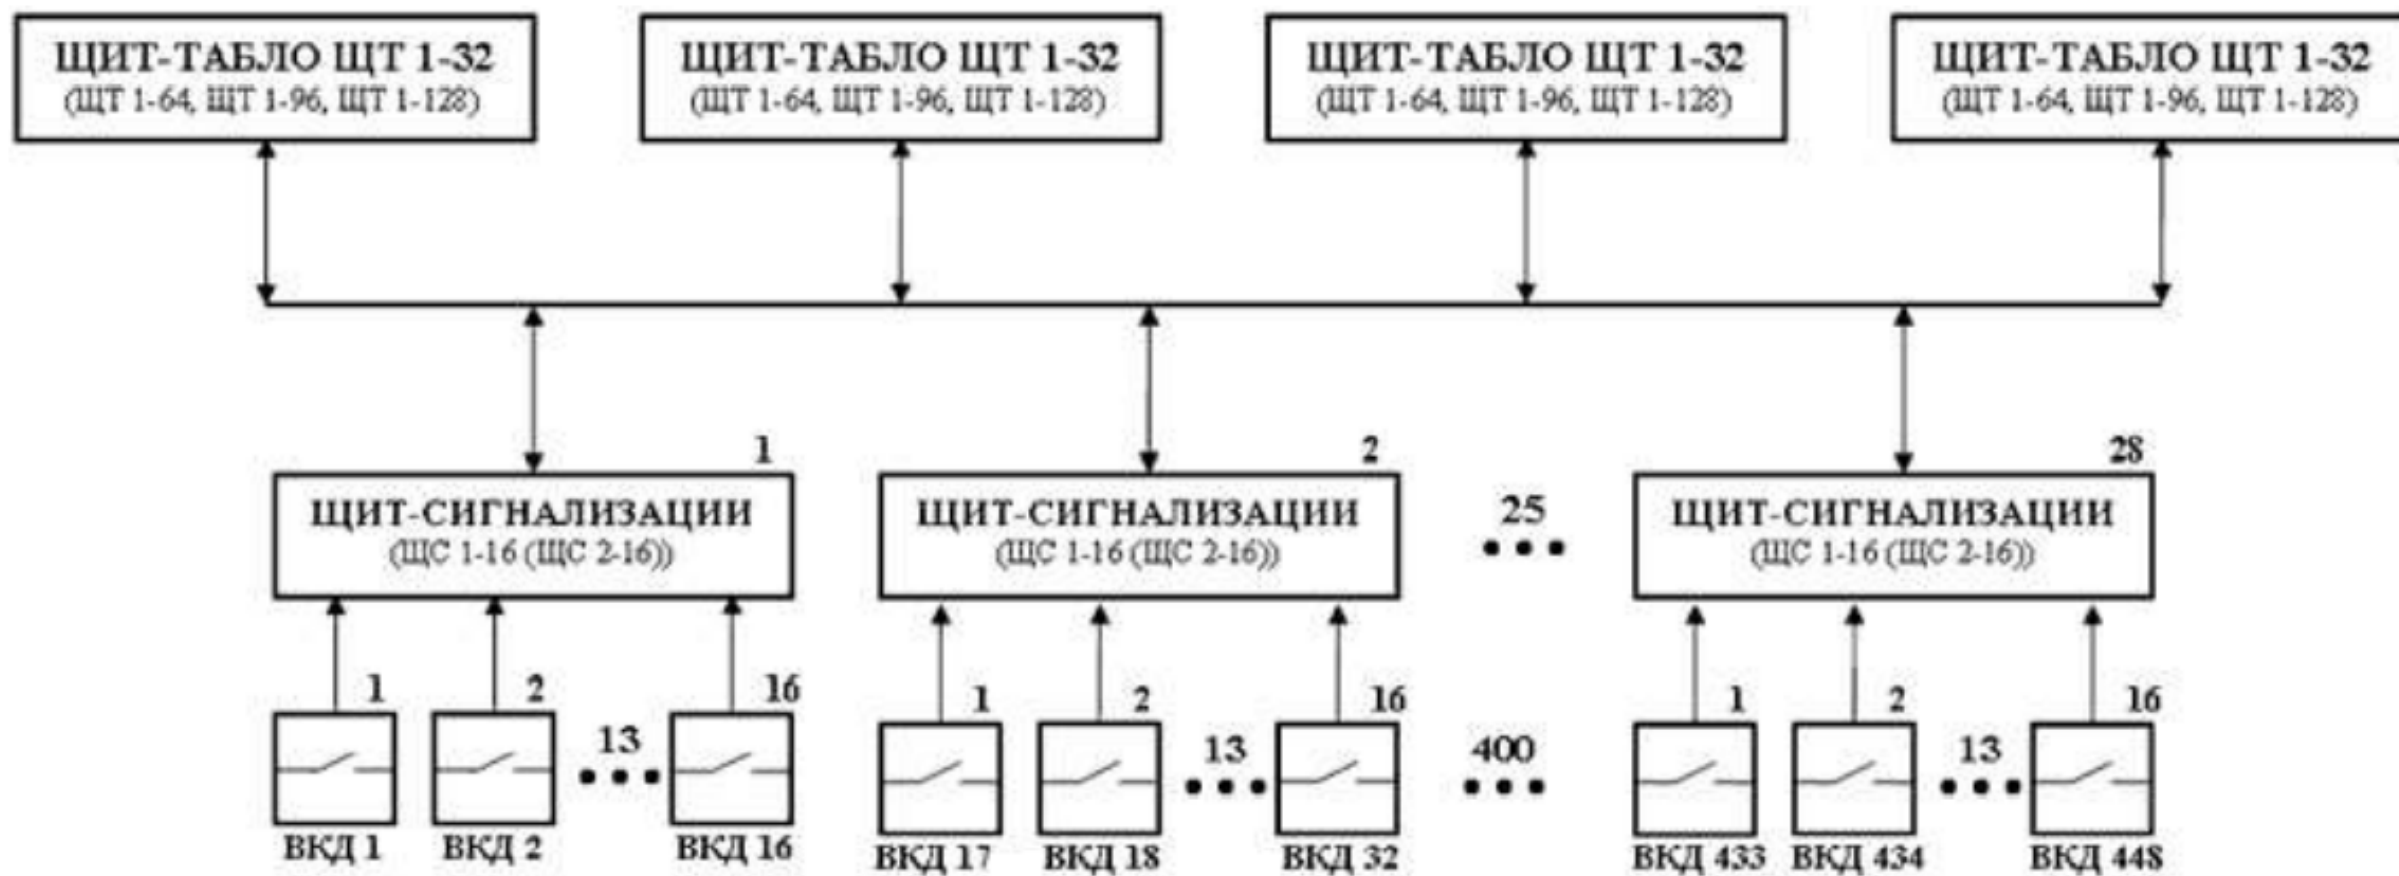 ЩИТ-ТАБЛО ЩТ 1-32
(ЩТ 1-64, ЩТ 1-96, ЩТ 1-128)
ЩИТ-ТАБЛО ЩТ 1-32
(ЩТ 1-64, ЩТ 1-96, ЩТ 1-128)
ЩИТ-ТАБЛО ЩТ 1-32
(ЩТ 1-64, ЩТ 1-96, ЩТ 1-128)
ЩИТ-ТАБЛО ЩТ 1-32
(ЩТ 1-64, ЩТ 1-96, ЩТ 1-128)
1
ЩИТ-СИГНАЛИЗАЦИИ
(ЩС 1-16 (ЩС 2-16))
2
ЩИТ-СИГНАЛИЗАЦИИ
(ЩС 1-16 (ЩС 2-16))
25
28
ЩИТ-СИГНАЛИЗАЦИИ
(ЩС 1-16 (ЩС 2-16))
1
2
13
16
1
2
13
16
400
1
2
13
16
ВКД 1
ВКД 2
ВКД 16
ВКД 17
ВКД 18
ВКД 32
ВКД 433
ВКД 434
ВКД 448